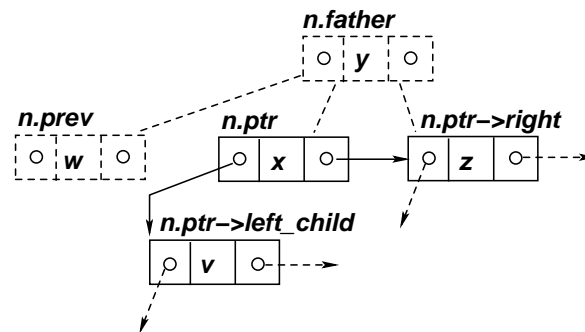 n.father
y
n.prev
n.ptr
n.ptr->right
w
x
z
n.ptr->left_child
v